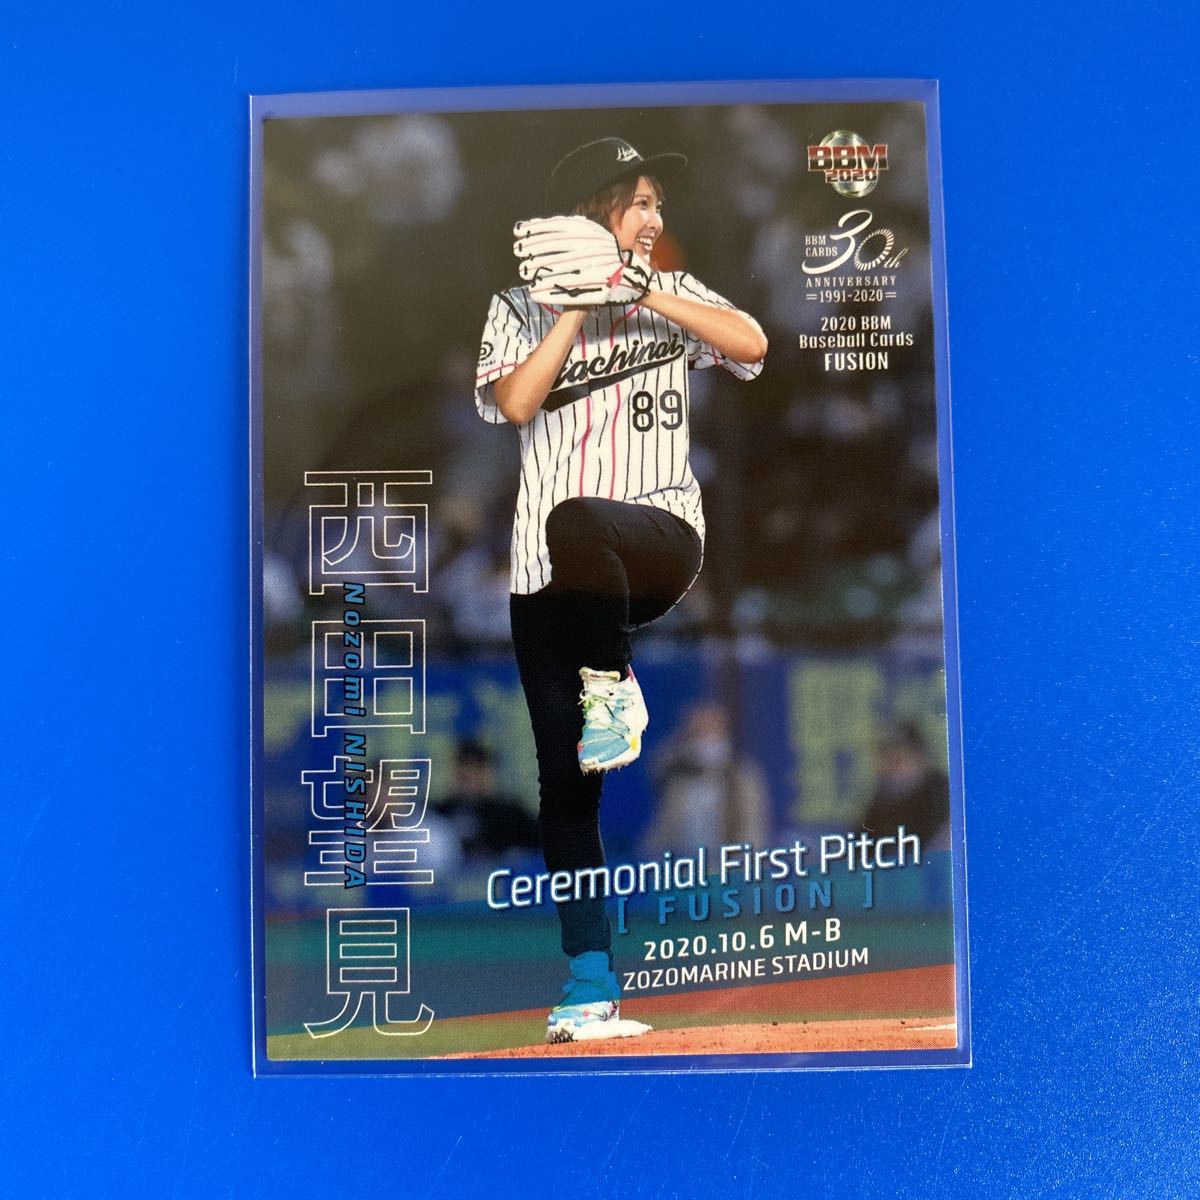 BBM
2020
BBM
CARDS
30th
ANNIVERSARY
=1991-2020=
2020 BBM
Baseball Cards
FUSION
Hachinai
89
西田望見
Nozomi NISHIDA
Ceremonial First Pitch
[ FUSION ]
2020.10.6 M-B
ZOZOMARINE STADIUM